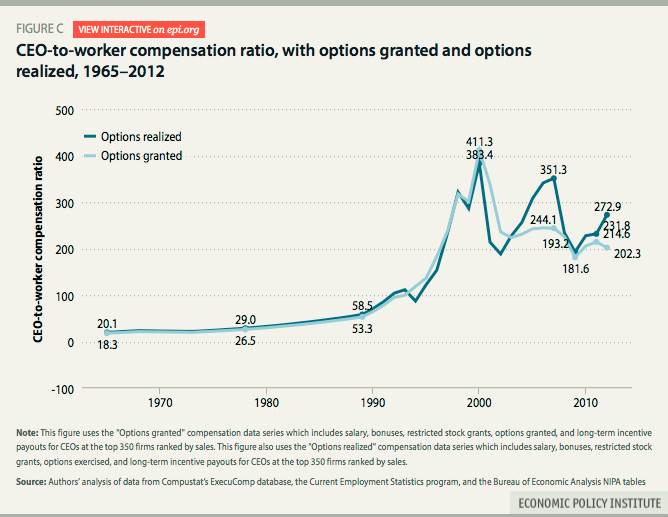 FIGURE C VIEW INTERACTIVE on epi.org
CEO-to-worker compensation ratio, with options granted and options
realized, 1965–2012
CEO-to-worker compensation ratio
500
400
300
200
100
0
-100
Options realized
Options granted
20.1
18.3
29.0
26.5
58.5
53.3
411.3
383.4
351.3
244.1
193.2
181.6
272.9
231.8
214.6
202.3
1970
1980
1990
2000
2010
Note: This figure uses the "Options granted" compensation data series which includes salary, bonuses, restricted stock grants, options granted, and long-term incentive
payouts for CEOs at the top 350 firms ranked by sales. This figure also uses the "Options realized" compensation data series, which includes salary, bonuses, restricted stock
grants, options exercised, and long-term incentive payouts for CEOs at the top 350 firms ranked by sales.
Source: Authors' analysis of data from Compustat's ExecuComp database, the Current Employment Statistics program, and the Bureau of Economic Analysis NIPA tables
ECONOMIC POLICY INSTITUTE